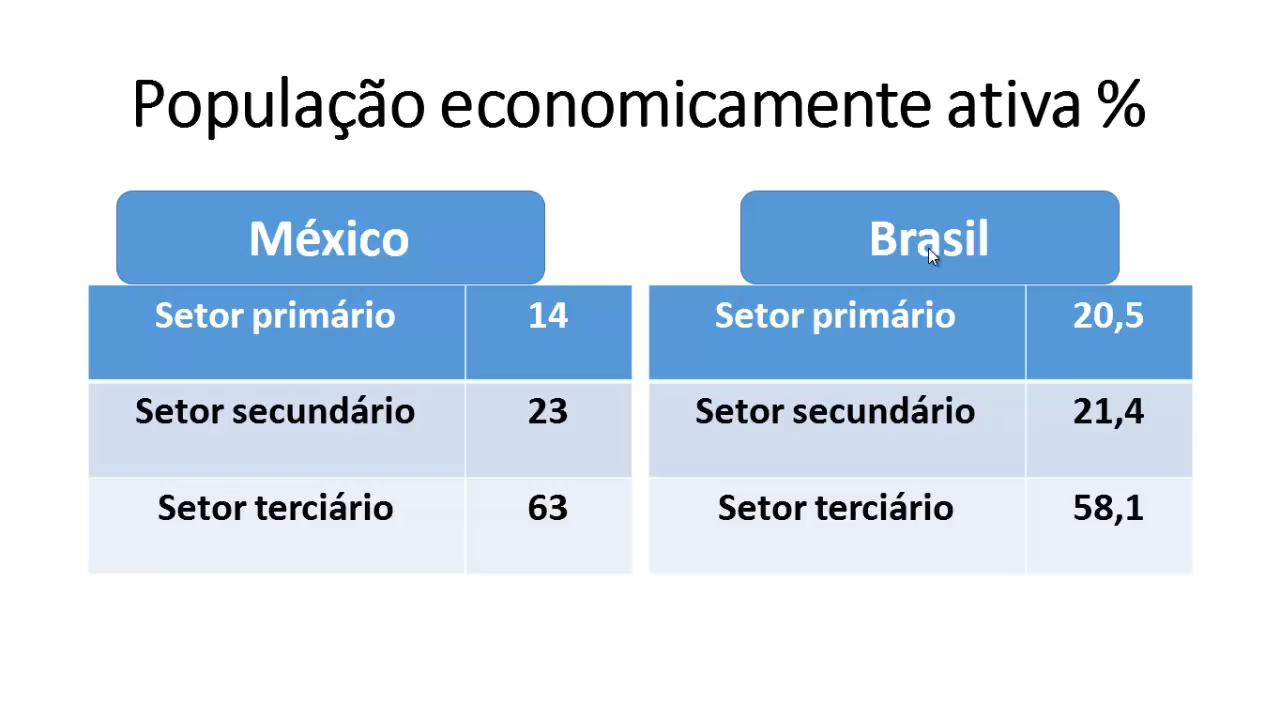 População economicamente ativa %
México
Setor primário 14
Setor secundário 23
Setor terciário 63
Brasil
Setor primário 20,5
Setor secundário 21,4
Setor terciário 58,1